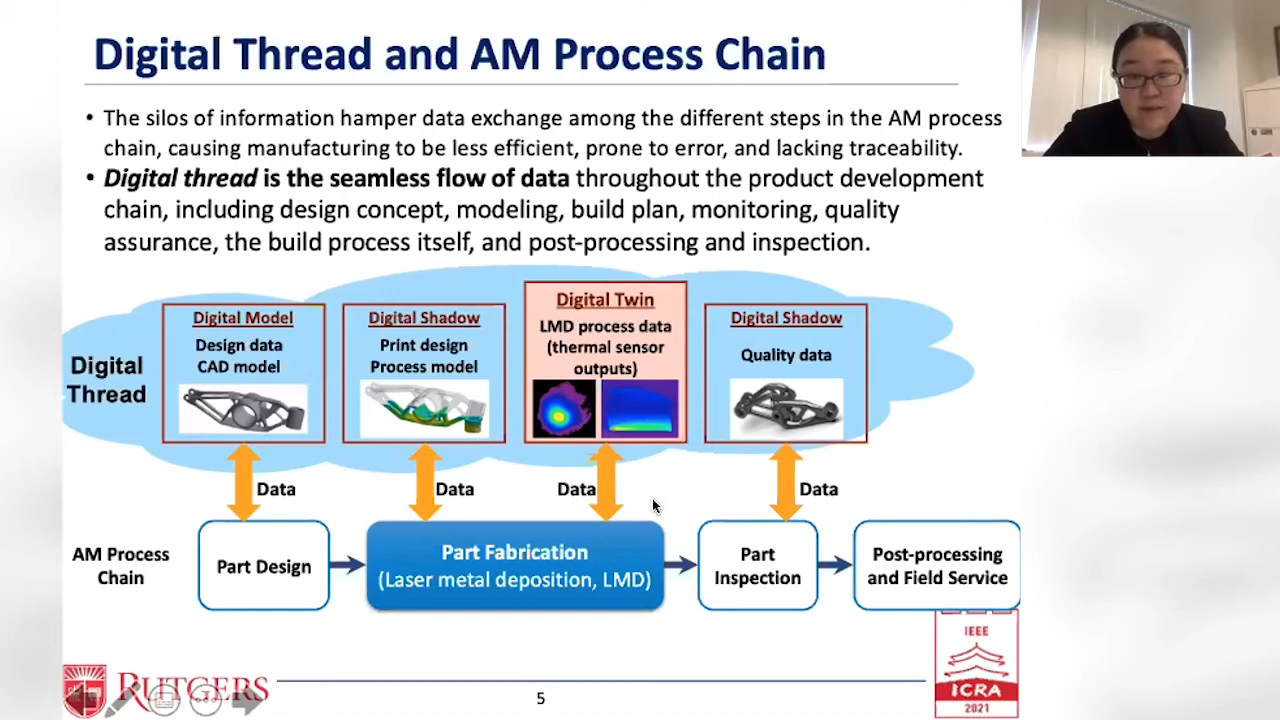 Digital Thread and AM Process Chain
• The silos of information hamper data exchange among the different steps in the AM process
chain, causing manufacturing to be less efficient, prone to error, and lacking traceability.
• Digital thread is the seamless flow of data throughout the product development
chain, including design concept, modeling, build plan, monitoring, quality
assurance, the build process itself, and post-processing and inspection.
Digital
Thread
Digital Model
Design data
CAD model
Digital Shadow
Print design
Process model
Digital Twin
LMD process data
(thermal sensor
outputs)
Digital Shadow
Quality data
Data
Data
Data
Data
AM Process
Chain
Part Design
Part Fabrication
(Laser metal deposition, LMD)
Part
Inspection
Post-processing
and Field Service
RUTGERS
5
IEEE
ICRA
2021